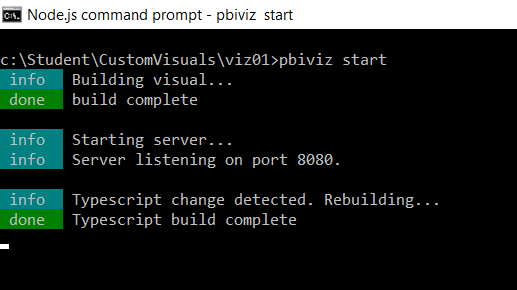 Node.js command prompt - pbiviz  start
c:\Student\CustomVisuals\viz01>pbiviz start
info  Building visual...
done  build complete
info  Starting server...
info  Server listening on port 8080.
info  Typescript change detected. Rebuilding...
done  Typescript build complete